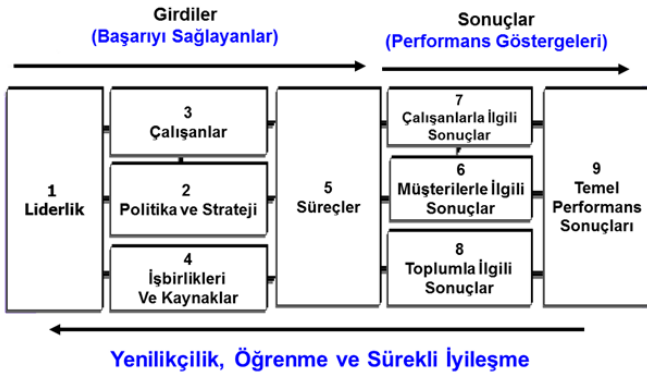 Girdiler
(Başarıyı Sağlayanlar)
Sonuçlar
(Performans Göstergeleri)
1
Liderlik
3
Çalışanlar
2
Politika ve Strateji
4
İşbirlikleri
Ve Kaynaklar
5
Süreçler
7
Çalışanlarla İlgili
Sonuçlar
6
Müşterilerle İlgili
Sonuçlar
8
Toplumla İlgili
Sonuçlar
9
Temel
Performans
Sonuçları
Yenilikçilik, Öğrenme ve Sürekli İyileşme